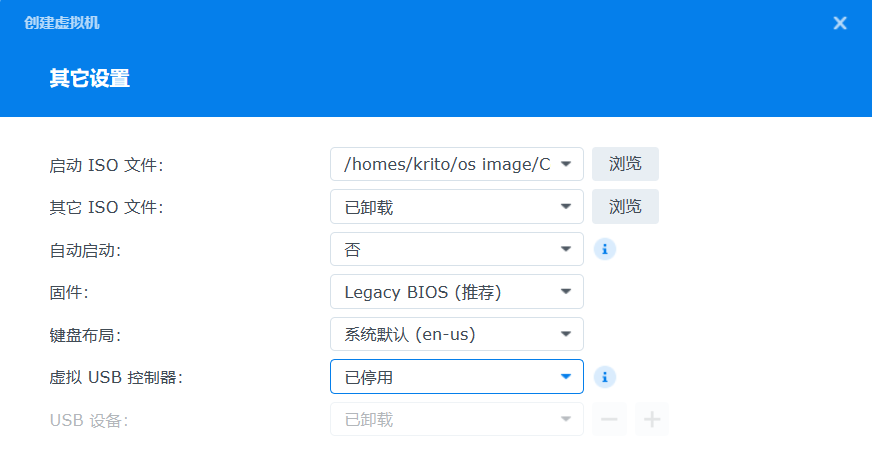 创建虚拟机
其它设置
启动 ISO 文件: /homes/krito/os image/C 浏览
其它 ISO 文件: 已卸载 浏览
自动启动: 否
固件: Legacy BIOS (推荐)
键盘布局: 系统默认 (en-us)
虚拟 USB 控制器: 已停用
USB 设备: 已卸载